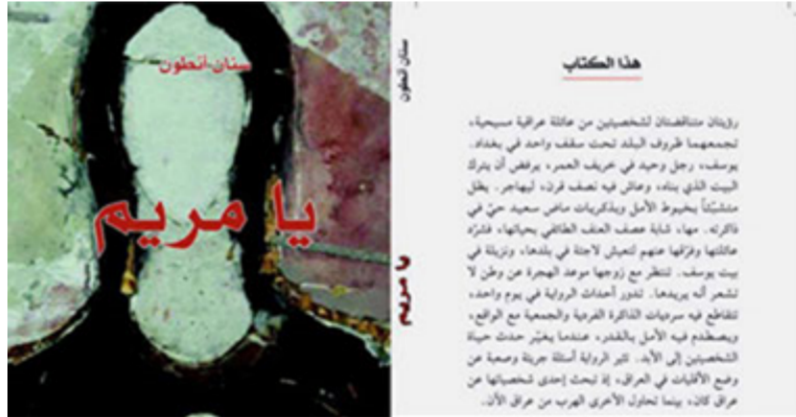 سنان أنطون
يا مريم
سنان أنطون
يا مريم
هذا الكتاب
رؤيتان متناقضتان لشخصيتين من عائلة عراقية مسيحية،
تجمعهما ظروف البلد تحت سقف واحد في بغداد.
يوسف، رجل وحيد في خريف العمر، يرفض أن يترك
البيت الذي بناه، وعاش فيه نصف قرن، ليهاجر. يظل
متشبّثاً بخيوط الأمل وبذكريات ماض سعيد حيّ في
ذاكرته. مها، شابة عصف العنف الطائفي بحياتها، فشرّد
عائلتها وفرّقها عنهم لتعيش لاجئة في بلدها، ونزيلة في
بيت يوسف. تنتظر مع زوجها موعد الهجرة عن وطن لا
تشعر أنه يريدها. تدور أحداث الرواية في يوم واحد،
تتقاطع فيه سرديات الذاكرة الفردية والجمعية مع الواقع،
ويصطدم فيه الأمل بالقدر، عندما يغيّر حدث حياة
الشخصيتين إلى الأبد. تثير الرواية أسئلة جريئة وصعبة عن
وضع الأقليات في العراق، إذ تبحث إحدى شخصياتها عن
عراق كان، بينما تحاول الأخرى الهرب من عراق الآن.